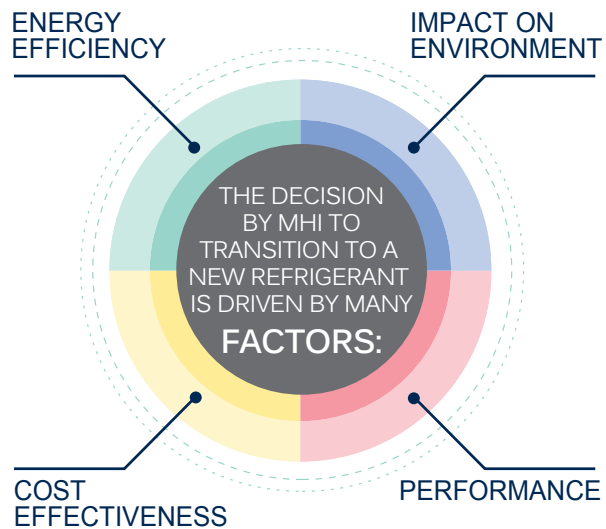 ENERGY
EFFICIENCY
IMPACT ON
ENVIRONMENT
THE DECISION
BY MHI TO
TRANSITION TO A
NEW REFRIGERANT
IS DRIVEN BY MANY
FACTORS:
COST
EFFECTIVENESS
PERFORMANCE